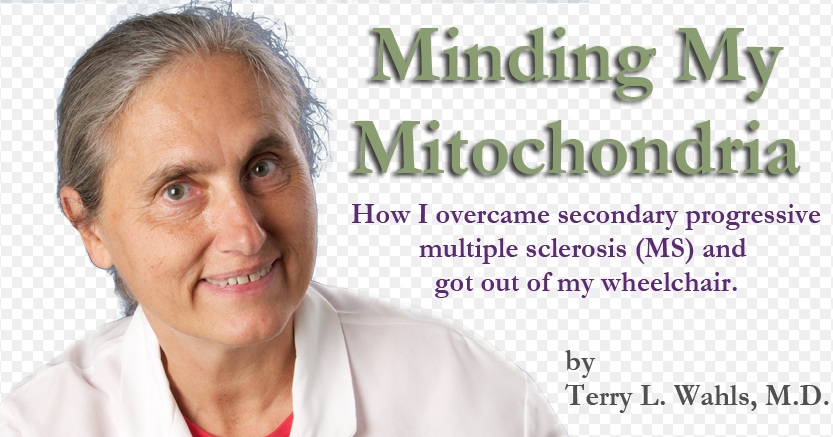 Minding My
Mitochondria
How I overcame secondary progressive
multiple sclerosis (MS) and
got out of my wheelchair.
by
Terry L. Wahls, M.D.